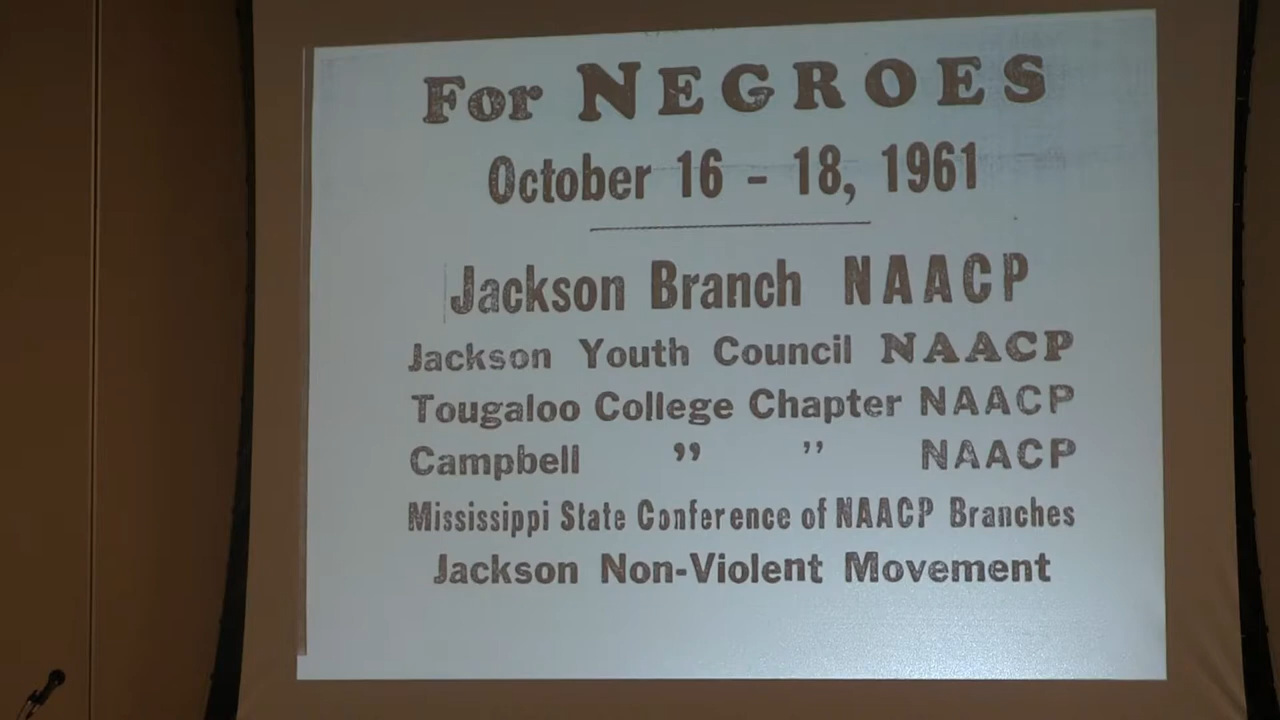 For NEGROES
October 16 - 18, 1961
Jackson Branch NAACP
Jackson Youth Council NAACP
Tougaloo College Chapter NAACP
Campbell ” ” NAACP
Mississippi State Conference of NAACP Branches
Jackson Non-Violent Movement